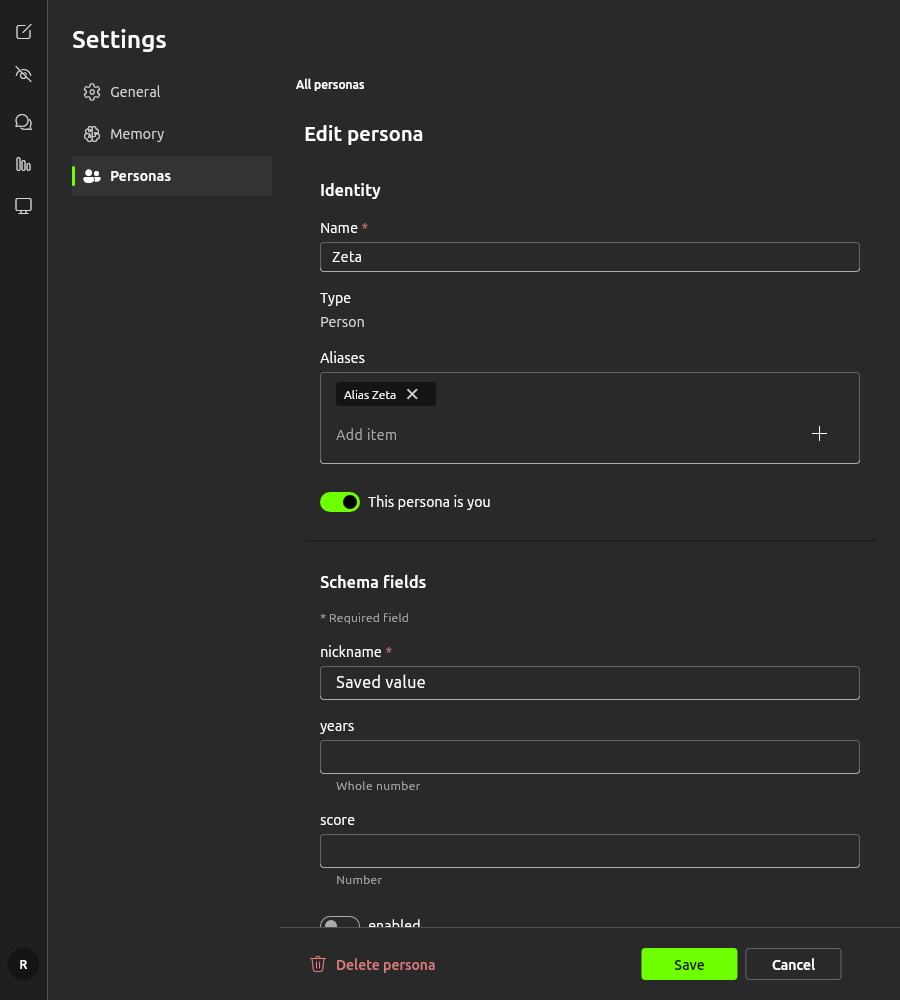 Settings
General
Memory
Personas
All personas
Edit persona
Identity
Name *
Zeta
Type
Person
Aliases
Alias Zeta
Add item
This persona is you
Schema fields
* Required field
nickname *
Saved value
years
Whole number
score
Number
enabled
Delete persona
Save
Cancel
R